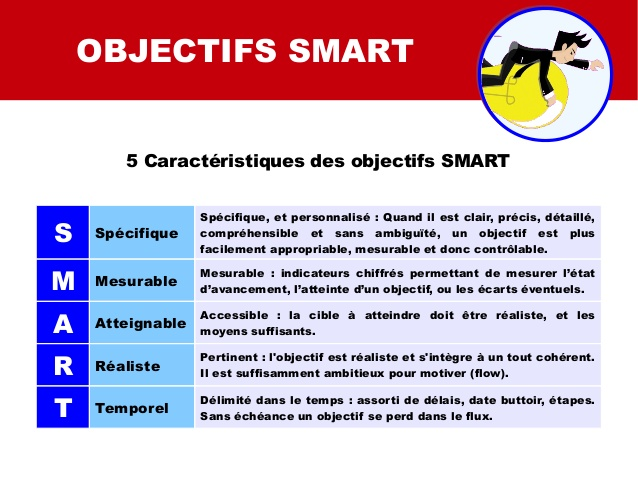 OBJECTIFS SMART
5 Caractéristiques des objectifs SMART
S
Spécifique
Spécifique, et personnalisé : Quand il est clair, précis, détaillé,
compréhensible et sans ambiguïté, un objectif est plus
facilement appropriable, mesurable et donc contrôlable.
M
Mesurable
Mesurable : indicateurs chiffrés permettant de mesurer l’état
d’avancement, l’atteinte d’un objectif, ou les écarts éventuels.
A
Atteignable
Accessible : la cible à atteindre doit être réaliste, et les
moyens suffisants.
R
Réaliste
Pertinent : l'objectif est réaliste et s'intègre à un tout cohérent.
Il est suffisamment ambitieux pour motiver (flow).
T
Temporel
Délimité dans le temps : assorti de délais, date buttoir, étapes.
Sans échéance un objectif se perd dans le flux.